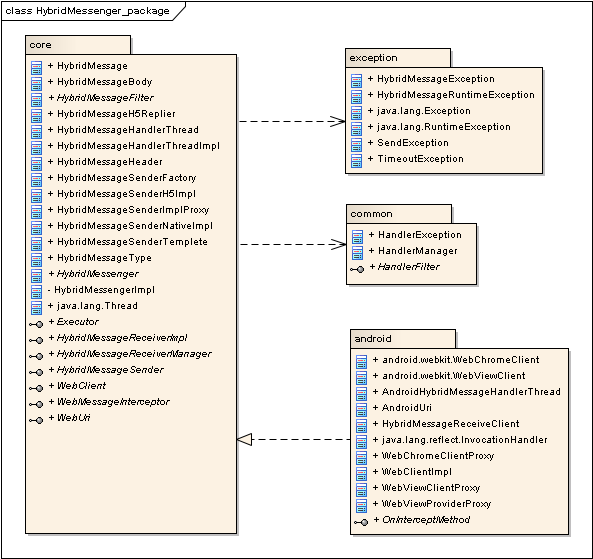 class HybridMessenger_package
core
+ HybridMessage
+ HybridMessageBody
+ HybridMessageFilter
+ HybridMessageH5Replier
+ HybridMessageHandlerThread
+ HybridMessageHandlerThreadImpl
+ HybridMessageHeader
+ HybridMessageSenderFactory
+ HybridMessageSenderH5Impl
+ HybridMessageSenderImplProxy
+ HybridMessageSenderNativeImpl
+ HybridMessageSenderTemplete
+ HybridMessageType
+ HybridMessenger
- HybridMessengerImpl
+ java.lang.Thread
+ Executor
+ HybridMessageReceiverImpl
+ HybridMessageReceiverManager
+ HybridMessageSender
+ WebClient
+ WebMessageInterceptor
+ WebUri
exception
+ HybridMessageException
+ HybridMessageRuntimeException
+ java.lang.Exception
+ java.lang.RuntimeException
+ SendException
+ TimeoutException
common
+ HandlerException
+ HandlerManager
+ HandlerFilter
android
+ android.webkit.WebChromeClient
+ android.webkit.WebViewClient
+ AndroidHybridMessageHandlerThread
+ AndroidUri
+ HybridMessageReceiveClient
+ java.lang.reflect.InvocationHandler
+ WebChromeClientProxy
+ WebClientImpl
+ WebViewClientProxy
+ WebViewProviderProxy
+ OnInterceptMethod